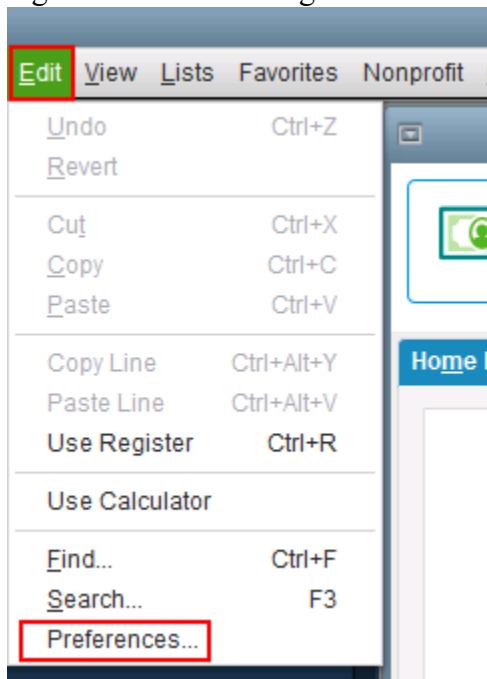 Edit View Lists Favorites Nonprofit
Undo Ctrl+Z
Revert
Cut Ctrl+X
Copy Ctrl+C
Paste Ctrl+V
Copy Line Ctrl+Alt+Y
Paste Line Ctrl+Alt+V
Home
Use Register Ctrl+R
Use Calculator
Find... Ctrl+F
Search... F3
Preferences...